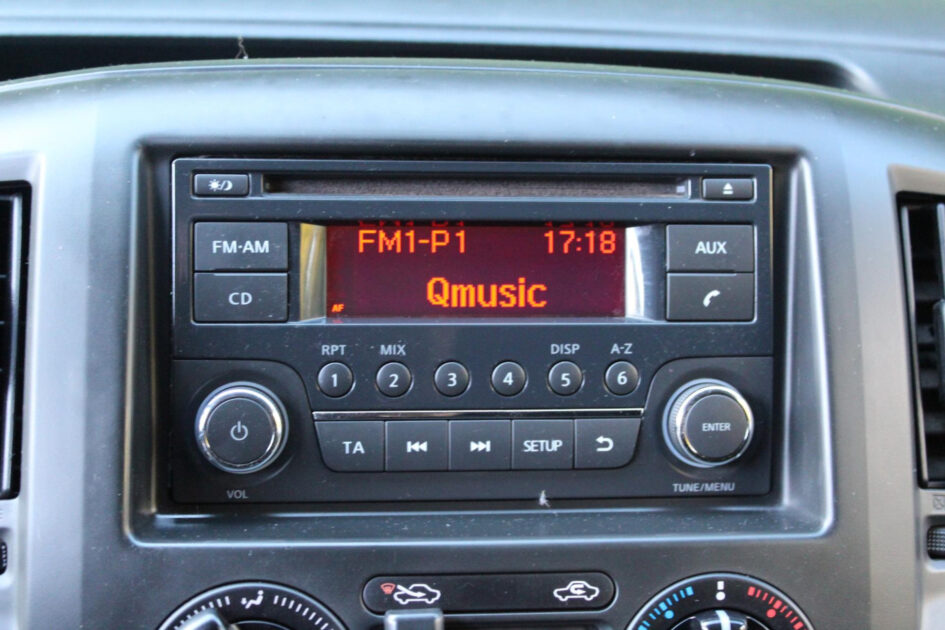 FM1-P1 17:18
FM·AM AUX
Qmusic
CD
AF
RPT MIX DISP A-Z
1 2 3 4 5 6
TA SETUP ENTER
VOL TUNE/MENU